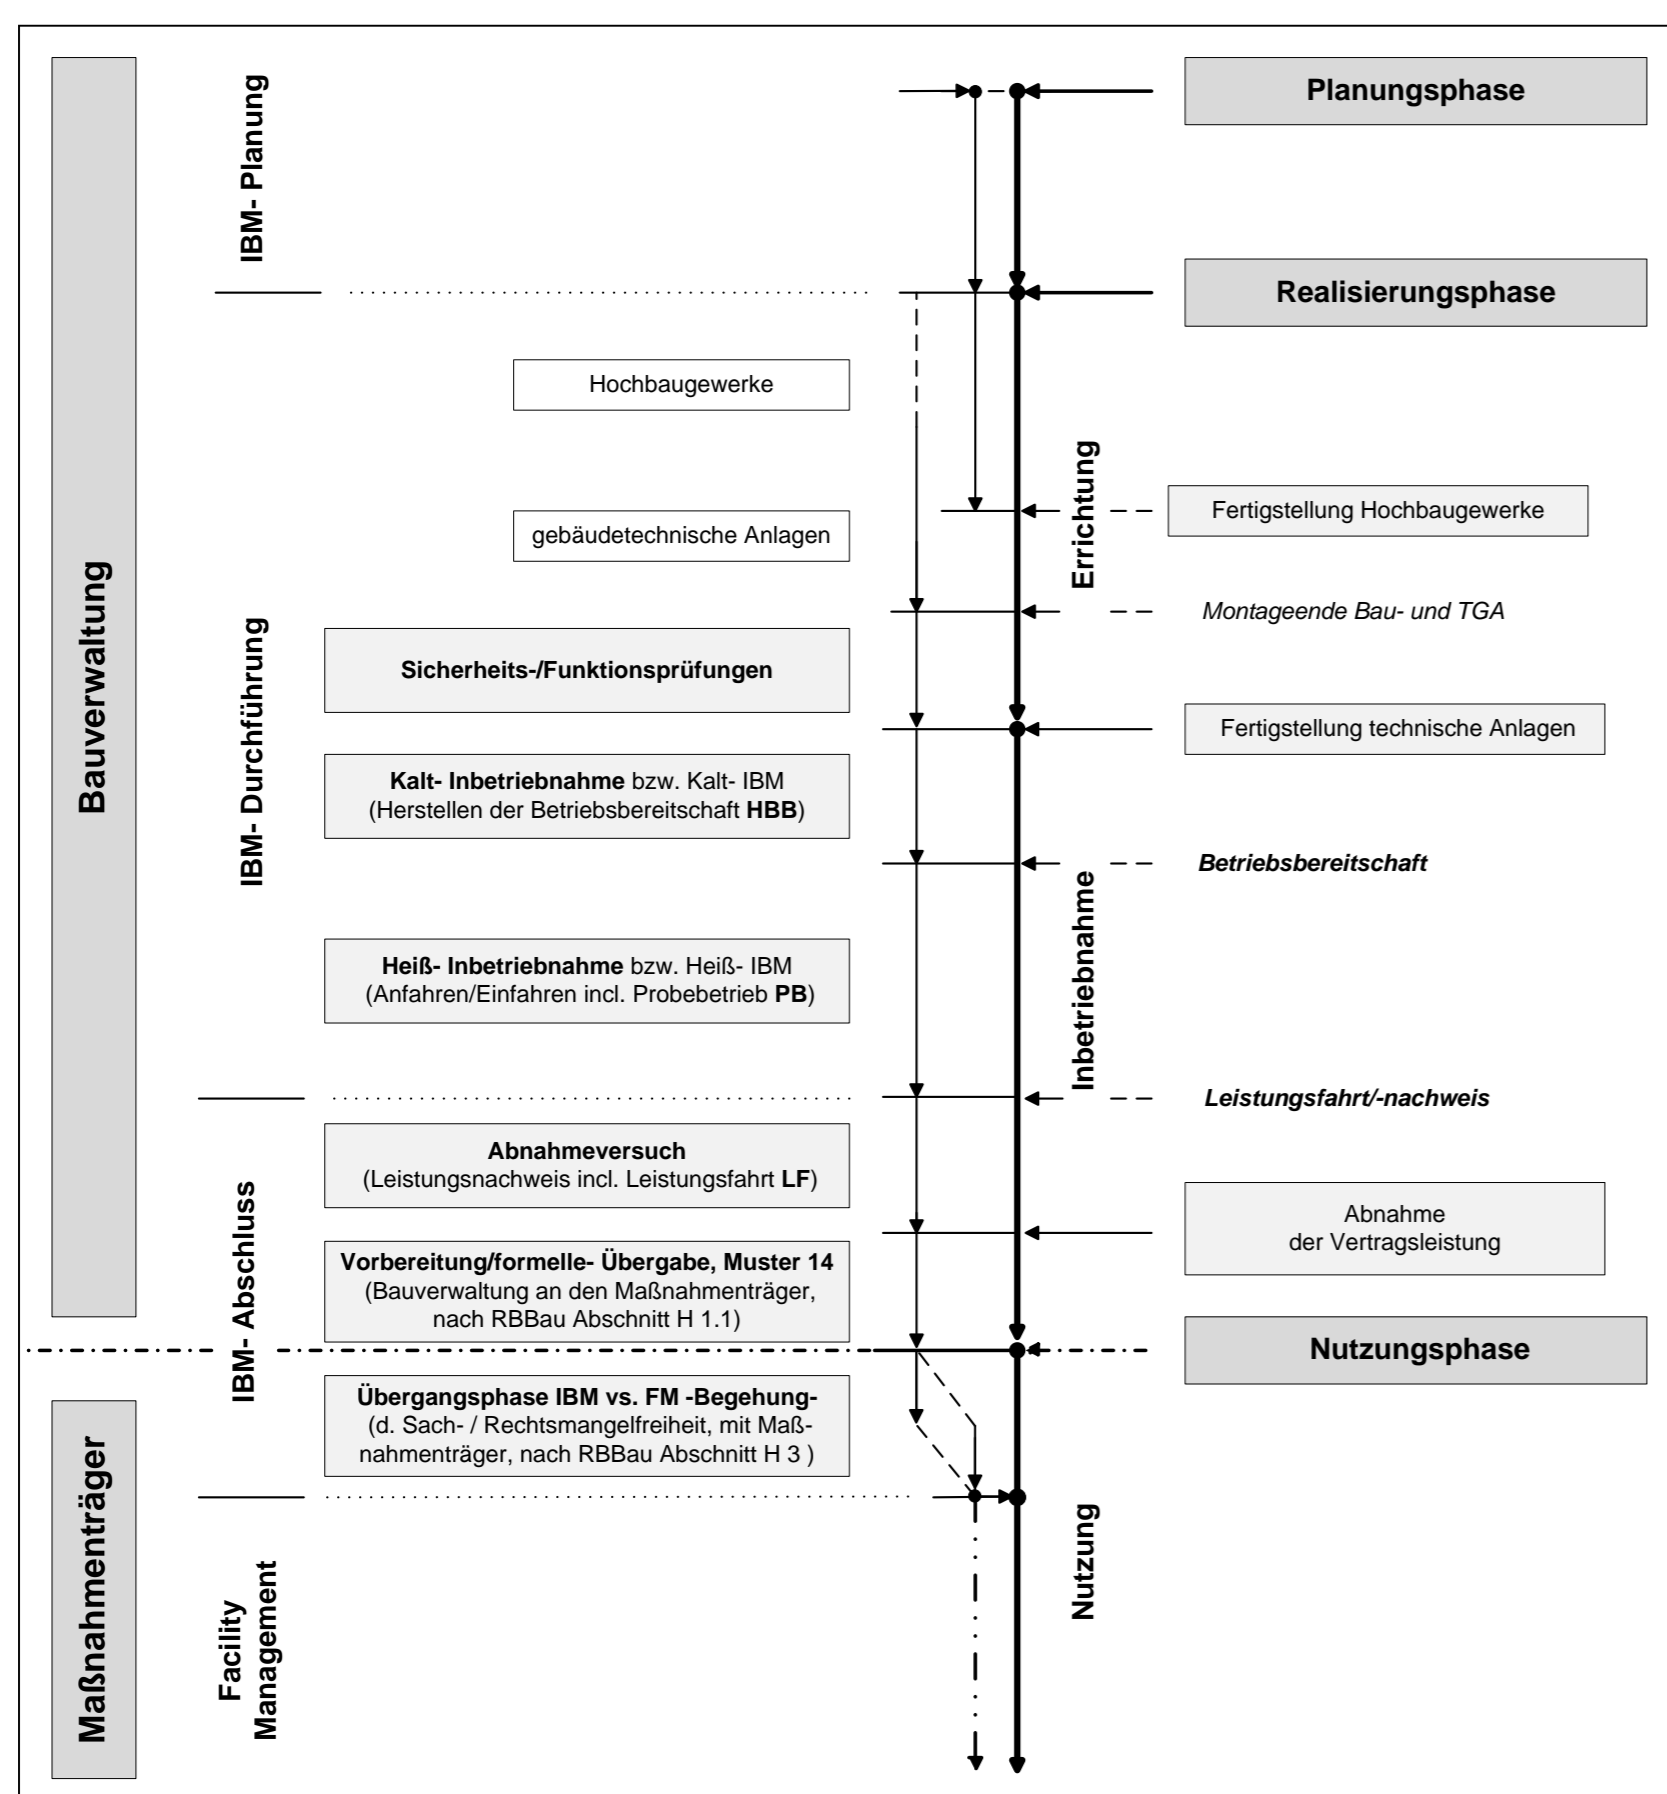 Planungsphase
IBM- Planung
Realisierungsphase
Hochbaugewerke
Errichtung
Fertigstellung Hochbaugewerke
gebäudetechnische Anlagen
Bauverwaltung
Montageende Bau- und TGA
IBM- Durchführung
Sicherheits-/Funktionsprüfungen
Fertigstellung technische Anlagen
Kalt- Inbetriebnahme bzw. Kalt- IBM
(Herstellen der Betriebsbereitschaft HBB)
Betriebsbereitschaft
Inbetriebnahme
Heiß- Inbetriebnahme bzw. Heiß- IBM
(Anfahren/Einfahren incl. Probebetrieb PB)
Leistungsfahrt/-nachweis
Abnahmeversuch
(Leistungsnachweis incl. Leistungsfahrt LF)
IBM- Abschluss
Abnahme
der Vertragsleistung
Vorbereitung/formelle- Übergabe, Muster 14
(Bauverwaltung an den Maßnahmenträger,
nach RBBau Abschnitt H 1.1)
Nutzungsphase
Übergangsphase IBM vs. FM -Begehung-
(d. Sach- / Rechtsmangelfreiheit, mit Maß-
nahmenträger, nach RBBau Abschnitt H 3 )
Maßnahmenträger
Nutzung
Facility
Management